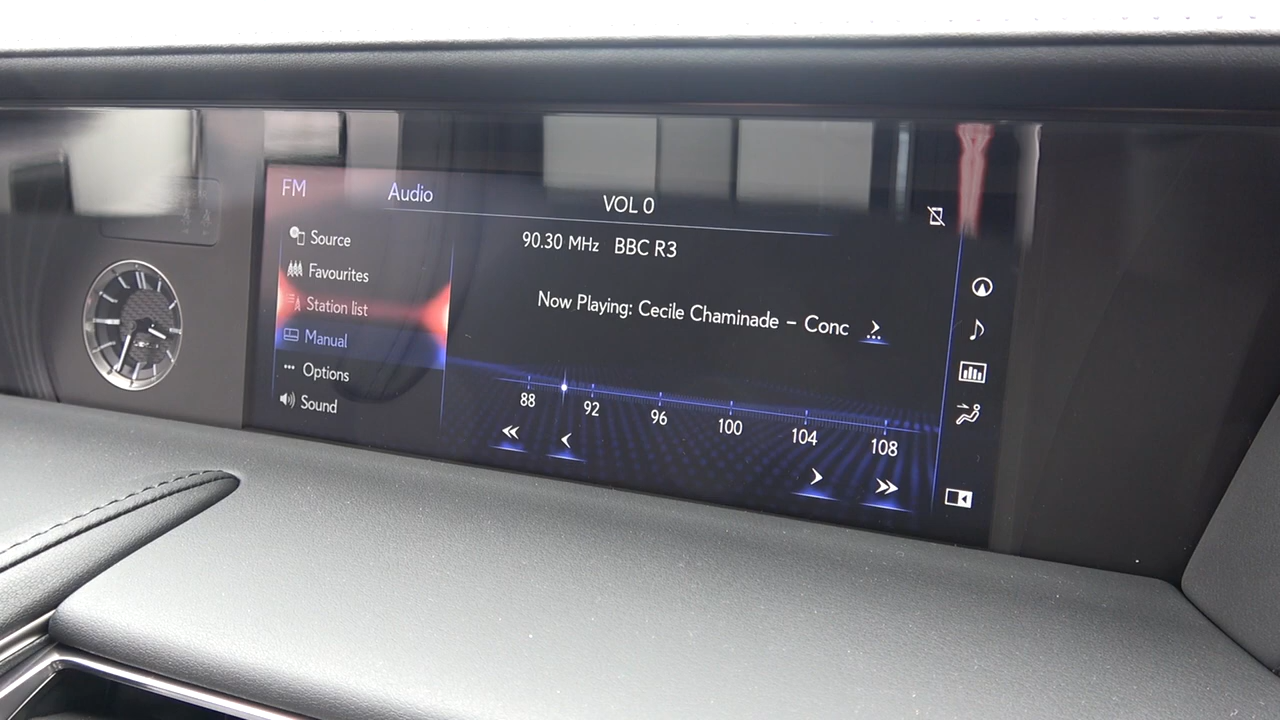 FM
Audio
VOL 0
Source
Favourites
Station list
Manual
Options
Sound
90.30 MHz BBC R3
Now Playing: Cecile Chaminade - Conc
88 92 96 100 104 108